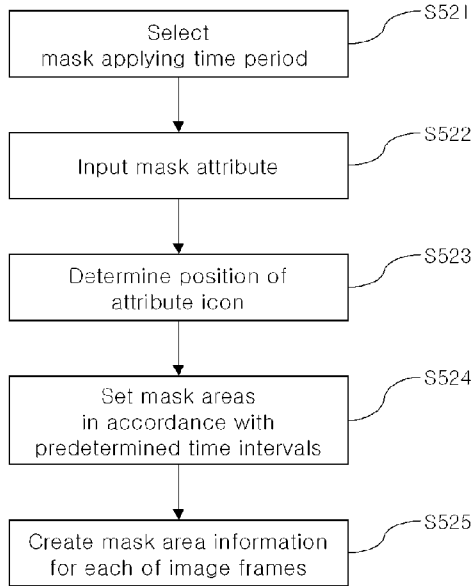 S521
Select
mask applying time period
S522
Input mask attribute
S523
Determine position of
attribute icon
S524
Set mask areas
in accordance with
predetermined time intervals
S525
Create mask area information
for each of image frames